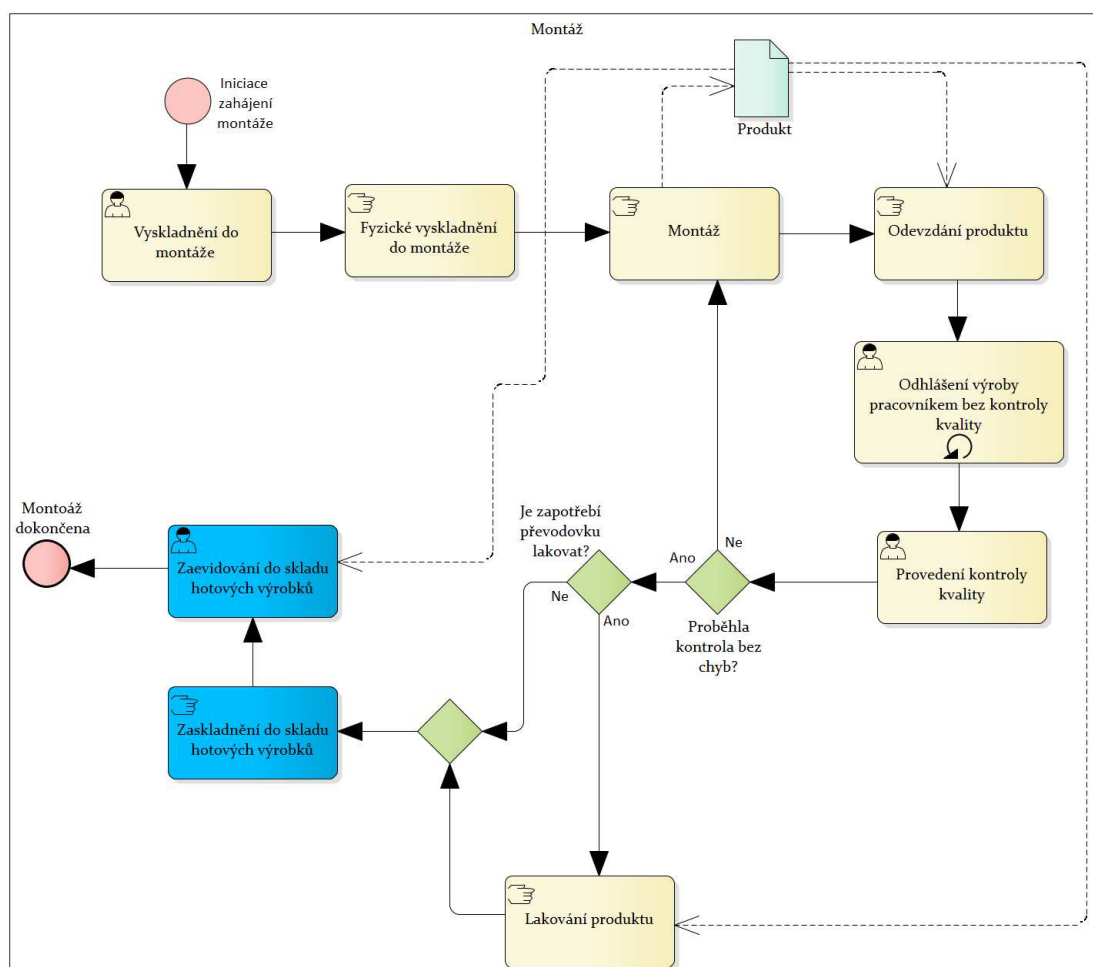 Montáž
Iniciace
zahájení
montáže
Produkt
Vyskladnění do
montáže
Fyzické vyskladnění
do montáže
Montáž
Odevzdání produktu
Odhlášení výroby
pracovníkem bez kontroly
kvality
Montoáž
dokončena
Zaevidování do skladu
hotových výrobků
Je zapotřebí
převodovku
lakovat?
Ne
Ano
Ano
Ne
Proběhla
kontrola bez
chyb?
Provedení kontroly
kvality
Zaskladnění do skladu
hotových výrobků
Lakování produktu